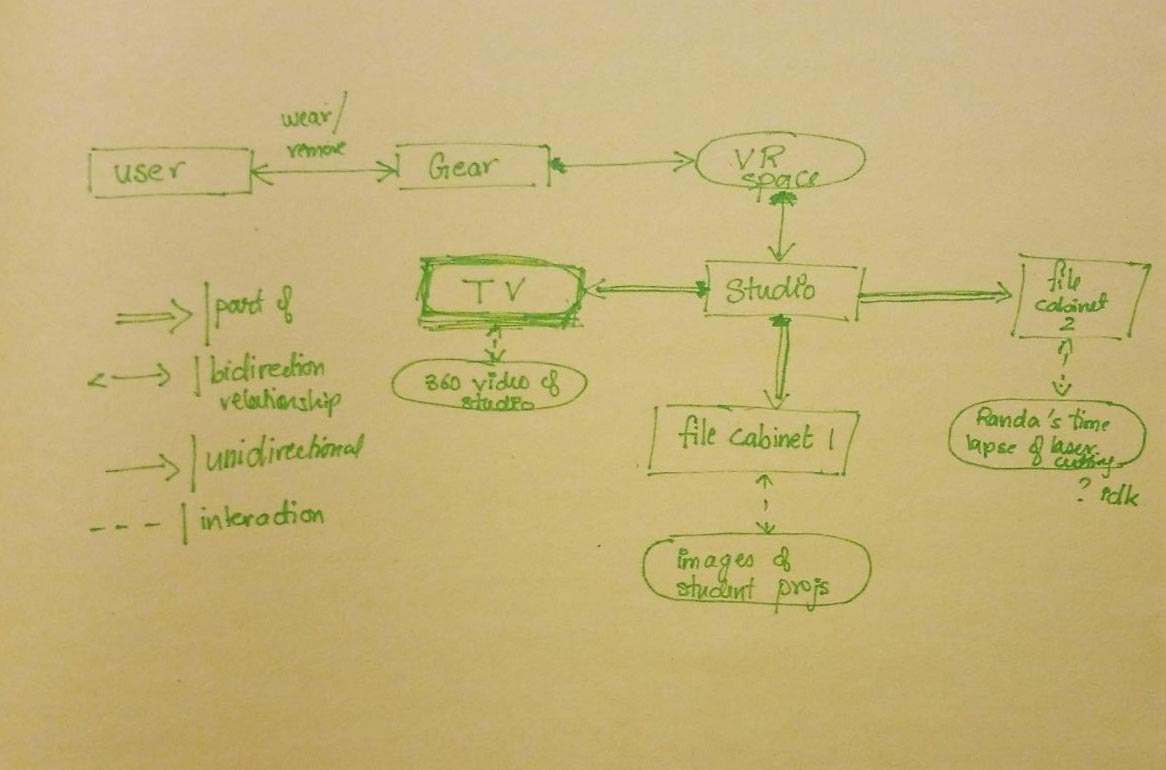 wear/
remove
user
Gear
VR
space
TV
Studio
file
cabinet
2
part of
bidirection
relationship
360 video of
studio
file cabinet 1
Randa's time
lapse of laser
cutting
? idk
unidirectional
interaction
images of
student projs